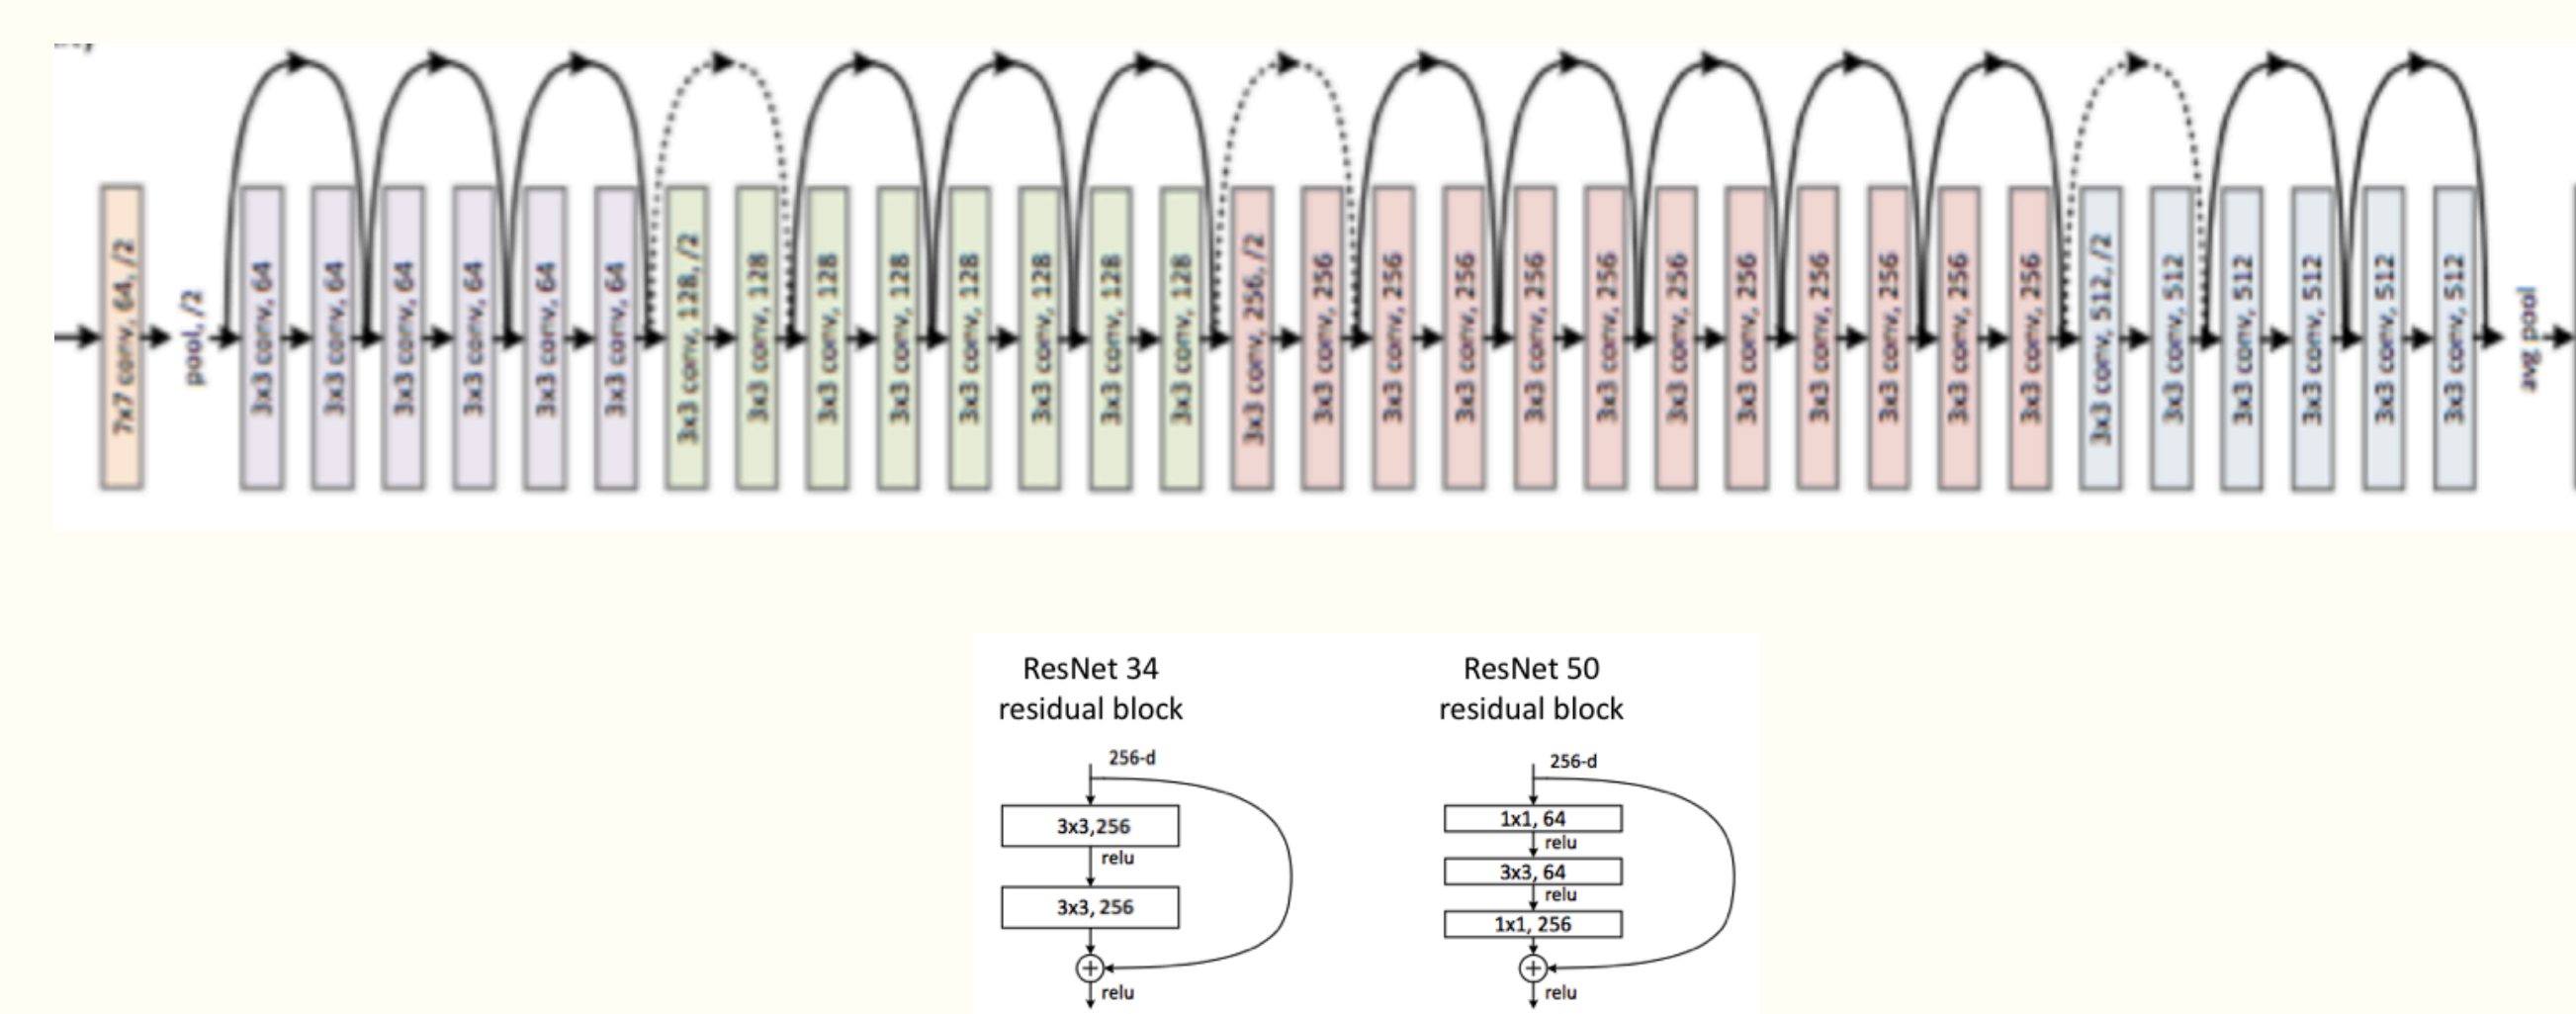 7x7 conv, 64, /2
pool, /2
3x3 conv, 64
3x3 conv, 64
3x3 conv, 64
3x3 conv, 64
3x3 conv, 64
3x3 conv, 64
3x3 conv, 128, /2
3x3 conv, 128
3x3 conv, 128
3x3 conv, 128
3x3 conv, 128
3x3 conv, 128
3x3 conv, 128
3x3 conv, 128
3x3 conv, 256, /2
3x3 conv, 256
3x3 conv, 256
3x3 conv, 256
3x3 conv, 256
3x3 conv, 256
3x3 conv, 256
3x3 conv, 256
3x3 conv, 256
3x3 conv, 256
3x3 conv, 256
3x3 conv, 256
3x3 conv, 512, /2
3x3 conv, 512
3x3 conv, 512
3x3 conv, 512
3x3 conv, 512
3x3 conv, 512
avg pool
ResNet 34
residual block
256-d
3x3,256
relu
3x3, 256
relu
ResNet 50
residual block
256-d
1x1, 64
relu
3x3, 64
relu
1x1, 256
relu